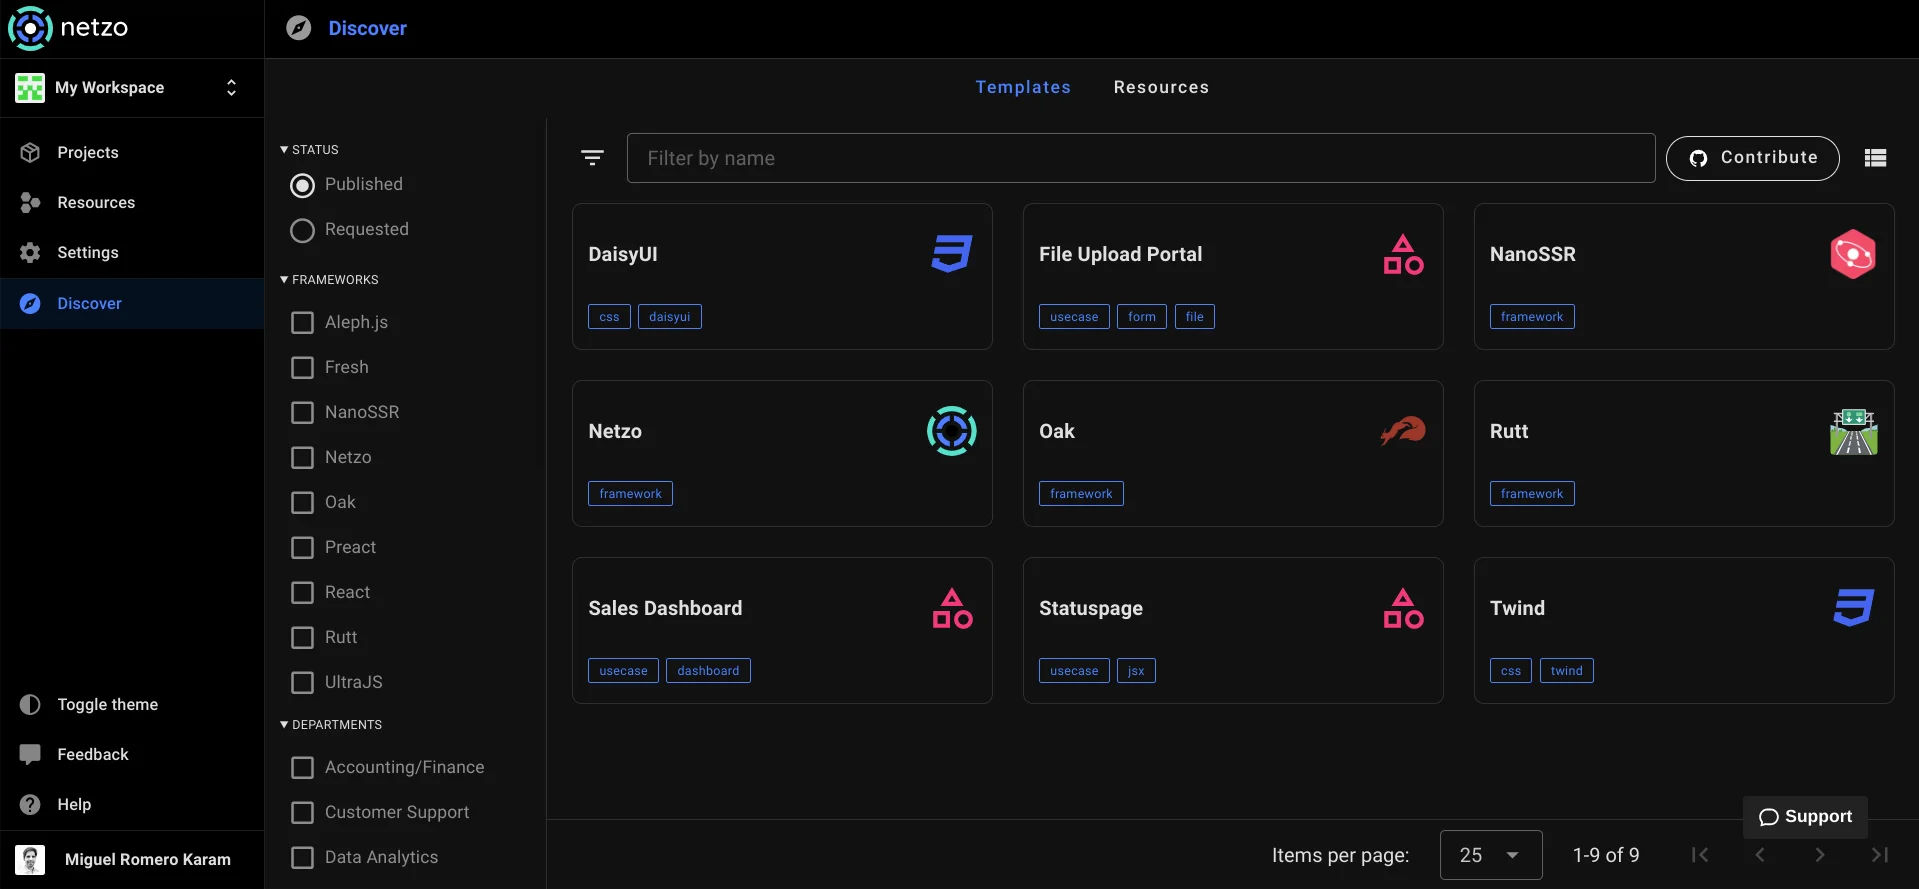 netzo
Discover
My Workspace
Projects
Resources
Settings
Discover
Toggle theme
Feedback
Help
Miguel Romero Karam
Templates Resources
STATUS
Published
Requested
FRAMEWORKS
Aleph.js
Fresh
NanoSSR
Netzo
Oak
Preact
React
Rutt
UltraJS
DEPARTMENTS
Accounting/Finance
Customer Support
Data Analytics
Filter by name
Contribute
DaisyUI
css daisyui
File Upload Portal
usecase form file
NanoSSR
framework
Netzo
framework
Oak
framework
Rutt
framework
Sales Dashboard
usecase dashboard
Statuspage
usecase jsx
Twind
css twind
Support
Items per page: 25 1-9 of 9